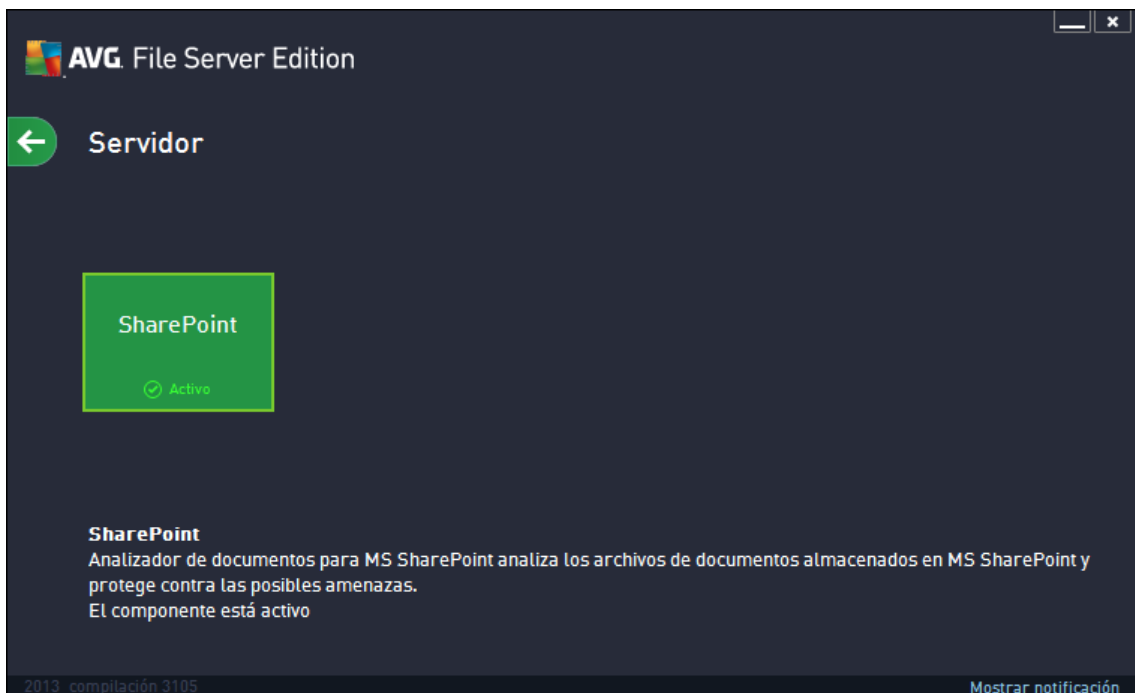 AVG. File Server Edition
Servidor
SharePoint
Activo
SharePoint
Analizador de documentos para MS SharePoint analiza los archivos de documentos almacenados en MS SharePoint y
protege contra las posibles amenazas.
El componente está activo
2013 compilación 3105
Mostrar notificación